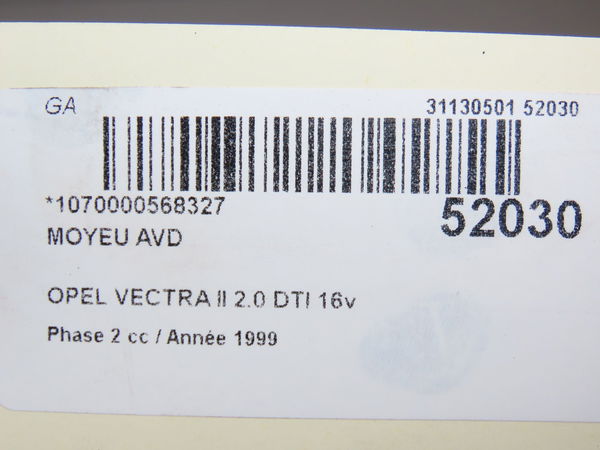 GA 31130501 52030
*1070000568327 52030
MOYEU AVD
OPEL VECTRA II 2.0 DTI 16v
Phase 2 cc / Année 1999